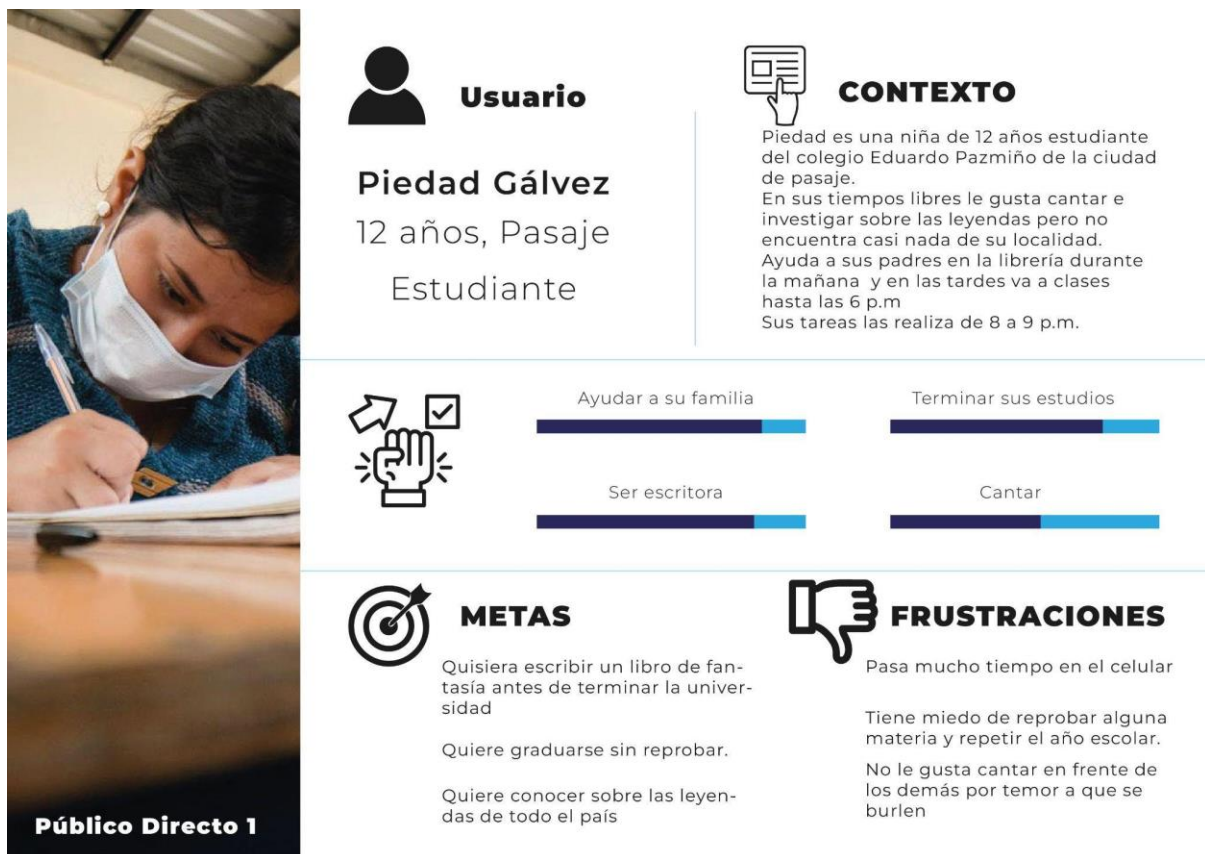 Usuario
Piedad Gálvez
12 años, Pasaje
Estudiante
CONTEXTO
Piedad es una niña de 12 años estudiante
del colegio Eduardo Pazmiño de la ciudad
de pasaje.
En sus tiempos libres le gusta cantar e
investigar sobre las leyendas pero no
encuentra casi nada de su localidad.
Ayuda a sus padres en la librería durante
la mañana y en las tardes va a clases
hasta las 6 p.m
Sus tareas las realiza de 8 a 9 p.m.
Ayudar a su familia
Terminar sus estudios
Ser escritora
Cantar
METAS
Quisiera escribir un libro de fan-
tasía antes de terminar la univer-
sidad
Quiere graduarse sin reprobar.
Quiere conocer sobre las leyen-
das de todo el país
FRUSTRACIONES
Pasa mucho tiempo en el celular
Tiene miedo de reprobar alguna
materia y repetir el año escolar.
No le gusta cantar en frente de
los demás por temor a que se
burlen
Público Directo 1